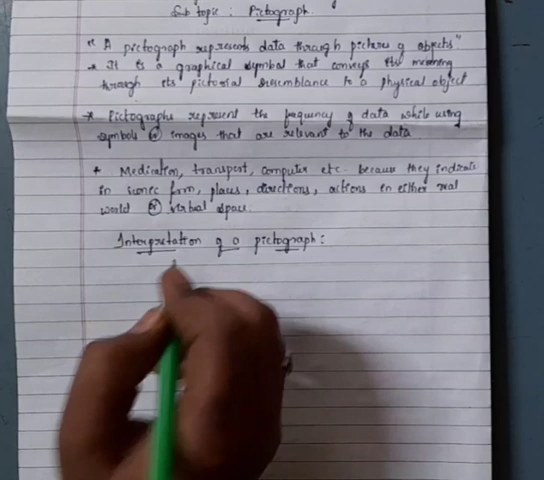 Sub topic : Pictograph.
"A pictograph represents data through pictures of objects"
* It is a graphical symbol that conveys its meaning
through its pictorial resemblance to a physical object
* Pictographs represent the frequency of data while using
symbols or images that are relevant to the data
* Medication, transport, computer etc. because they indicate
in iconic form, places, directions, actions in either real
world or virtual space.
Interpretation of a pictograph :